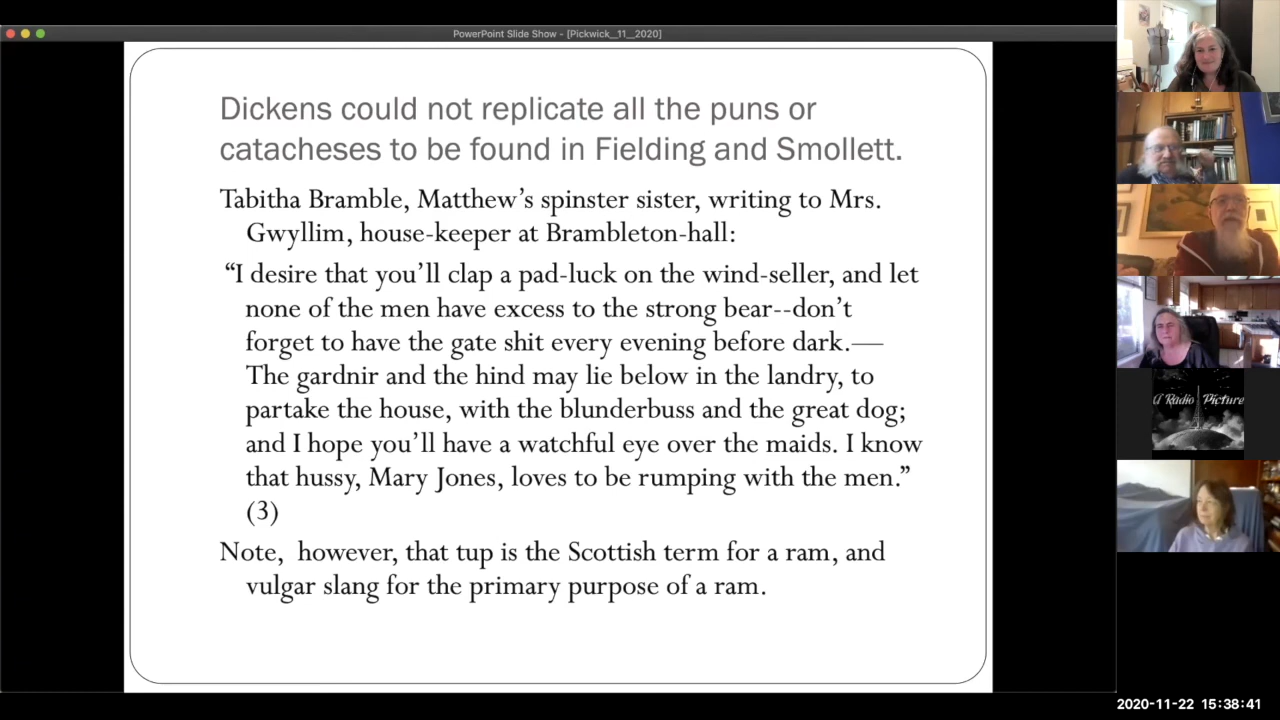 PowerPoint Slide Show - [Pickwick__11__2020]
Dickens could not replicate all the puns or
catacheses to be found in Fielding and Smollett.
Tabitha Bramble, Matthew’s spinster sister, writing to Mrs.
Gwyllim, house-keeper at Brambleton-hall:
“I desire that you’ll clap a pad-luck on the wind-seller, and let
none of the men have excess to the strong bear--don’t
forget to have the gate shit every evening before dark.—
The gardnir and the hind may lie below in the landry, to
partake the house, with the blunderbuss and the great dog;
and I hope you’ll have a watchful eye over the maids. I know
that hussy, Mary Jones, loves to be rumping with the men.”
(3)
Note,  however, that tup is the Scottish term for a ram, and
vulgar slang for the primary purpose of a ram.
A Radio Picture
2020-11-22 15:38:41